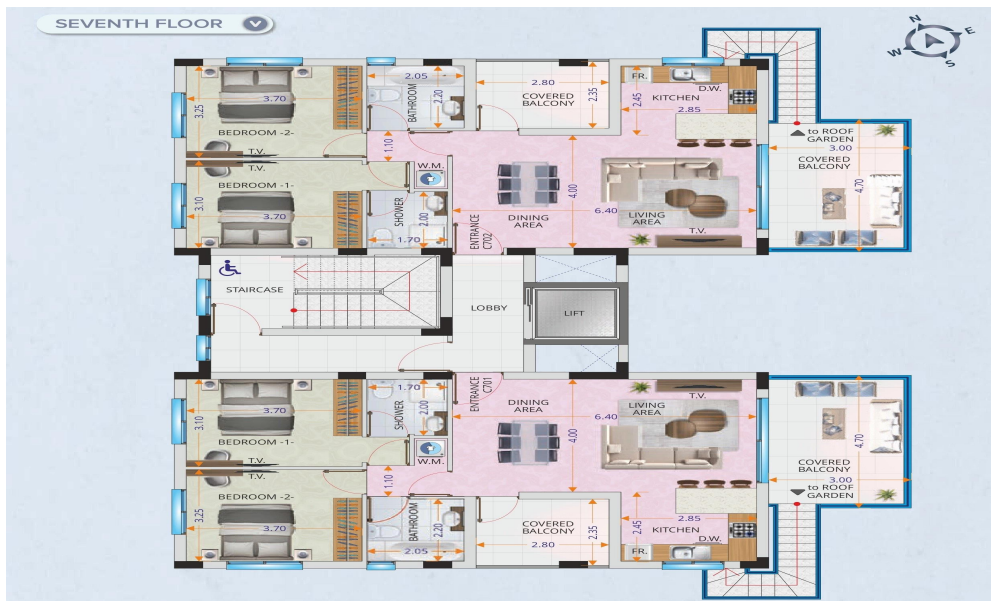 SEVENTH FLOOR
N
E
W
S
2.05
2.20
BATHROOM
2.80
2.35
COVERED
BALCONY
FR.
D.W.
KITCHEN
2.45
2.85
3.25
3.70
BEDROOM -2-
T.V.
1.10
to ROOF
GARDEN
3.00
COVERED
BALCONY
4.70
T.V.
BEDROOM -1-
3.10
3.70
W.M.
SHOWER
2.00
1.70
DINING
AREA
4.00
6.40
LIVING
AREA
T.V.
ENTRANCE
C702
STAIRCASE
LOBBY
LIFT
ENTRANCE
C701
3.10
3.70
BEDROOM -1-
T.V.
1.70
2.00
SHOWER
W.M.
DINING
AREA
4.00
6.40
LIVING
AREA
T.V.
4.70
COVERED
BALCONY
3.00
to ROOF
GARDEN
T.V.
BEDROOM -2-
3.25
3.70
1.10
BATHROOM
2.20
2.05
COVERED
BALCONY
2.80
2.35
2.45
2.85
KITCHEN
D.W.
FR.